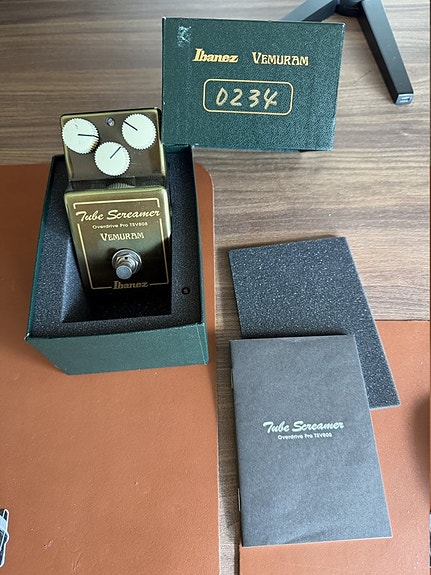 Ibanez VEMURAM
0234
Tube Screamer
Overdrive Pro TSV808
VEMURAM
Ibanez
Tube Screamer
Overdrive Pro TSV808